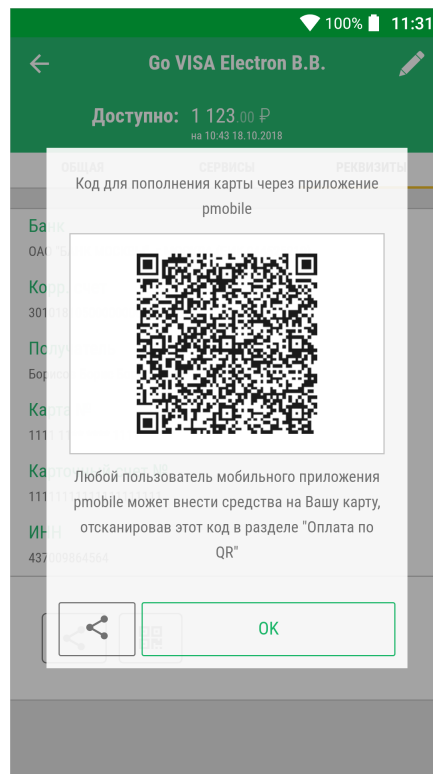 100% 11:31
Go VISA Electron В.В.
Доступно: 1 123.00 ₽
на 10:43 18.10.2018
ОБЩАЯ СЕРВИСЫ РЕКВИЗИТЫ
Код для пополнения карты через приложение
pmobile
Банк
ОАО
Любой пользователь мобильного приложения
pmobile может внести средства на Вашу карту,
отсканировав этот код в разделе "Оплата по
QR"
ИНН
437009864564
OK